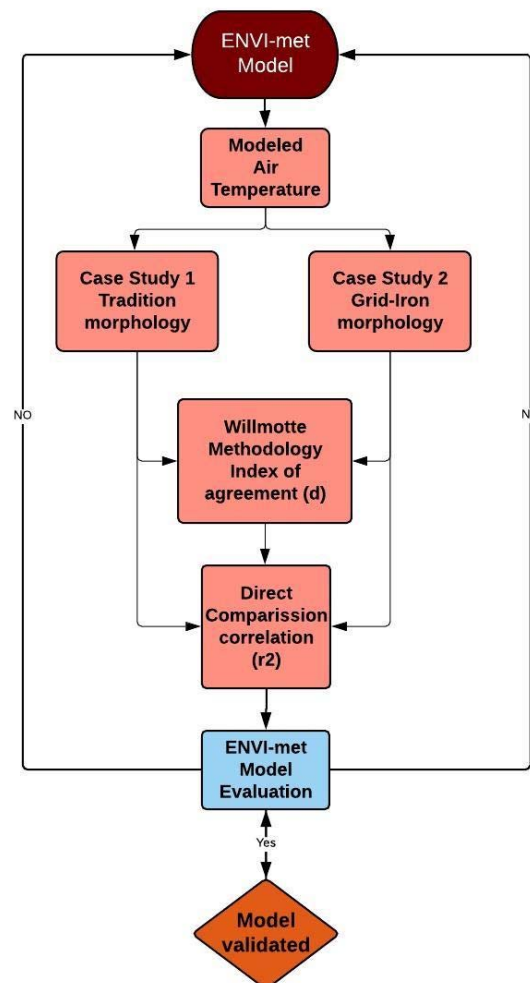 ENVI-met
Model
Modeled
Air
Temperature
Case Study 1
Tradition
morphology
Case Study 2
Grid-Iron
morphology
NO
N
Willmotte
Methodology
Index of
agreement (d)
Direct
Comparission
correlation
(r2)
ENVI-met
Model
Evaluation
Yes
Model
validated